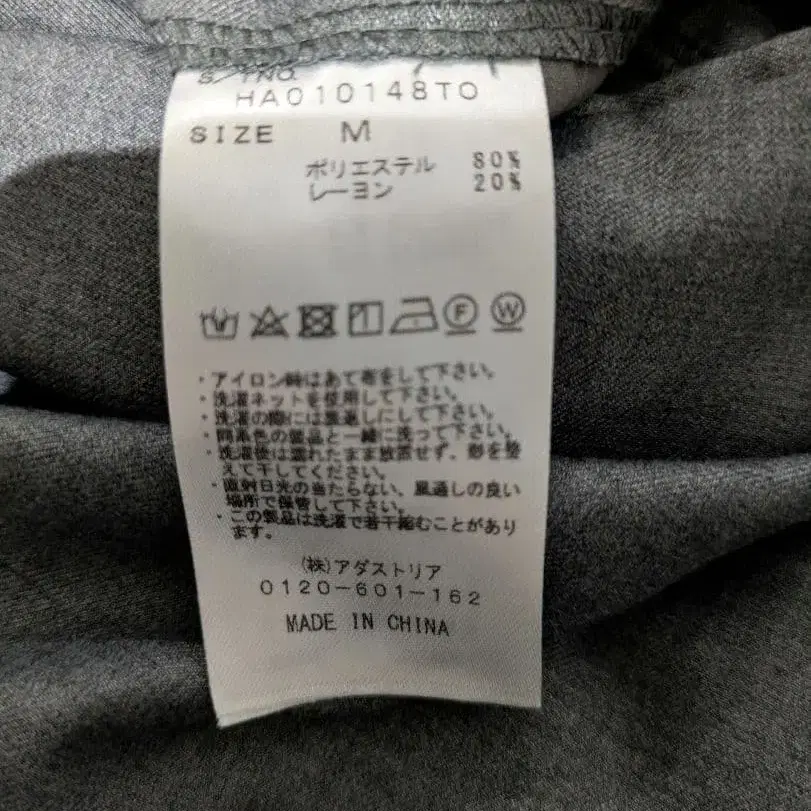 S/#NO.
HA010148TO
SIZE M
ポリエステル 80%
レーヨン 20%
F W
・アイロン時はあて布をして下さい。
・洗濯ネットを使用して下さい。
・洗濯の際には裏返しにして下さい。
・同系色の製品と一緒に洗って下さい。
・洗濯後は濡れたまま放置せず、形を整
えて干してください。
・直射日光の当たらない、風通しの良い
場所で保管して下さい。
・この製品は洗濯で若干縮むことがあり
ます。
(株)アダストリア
0120-601-162
MADE IN CHINA